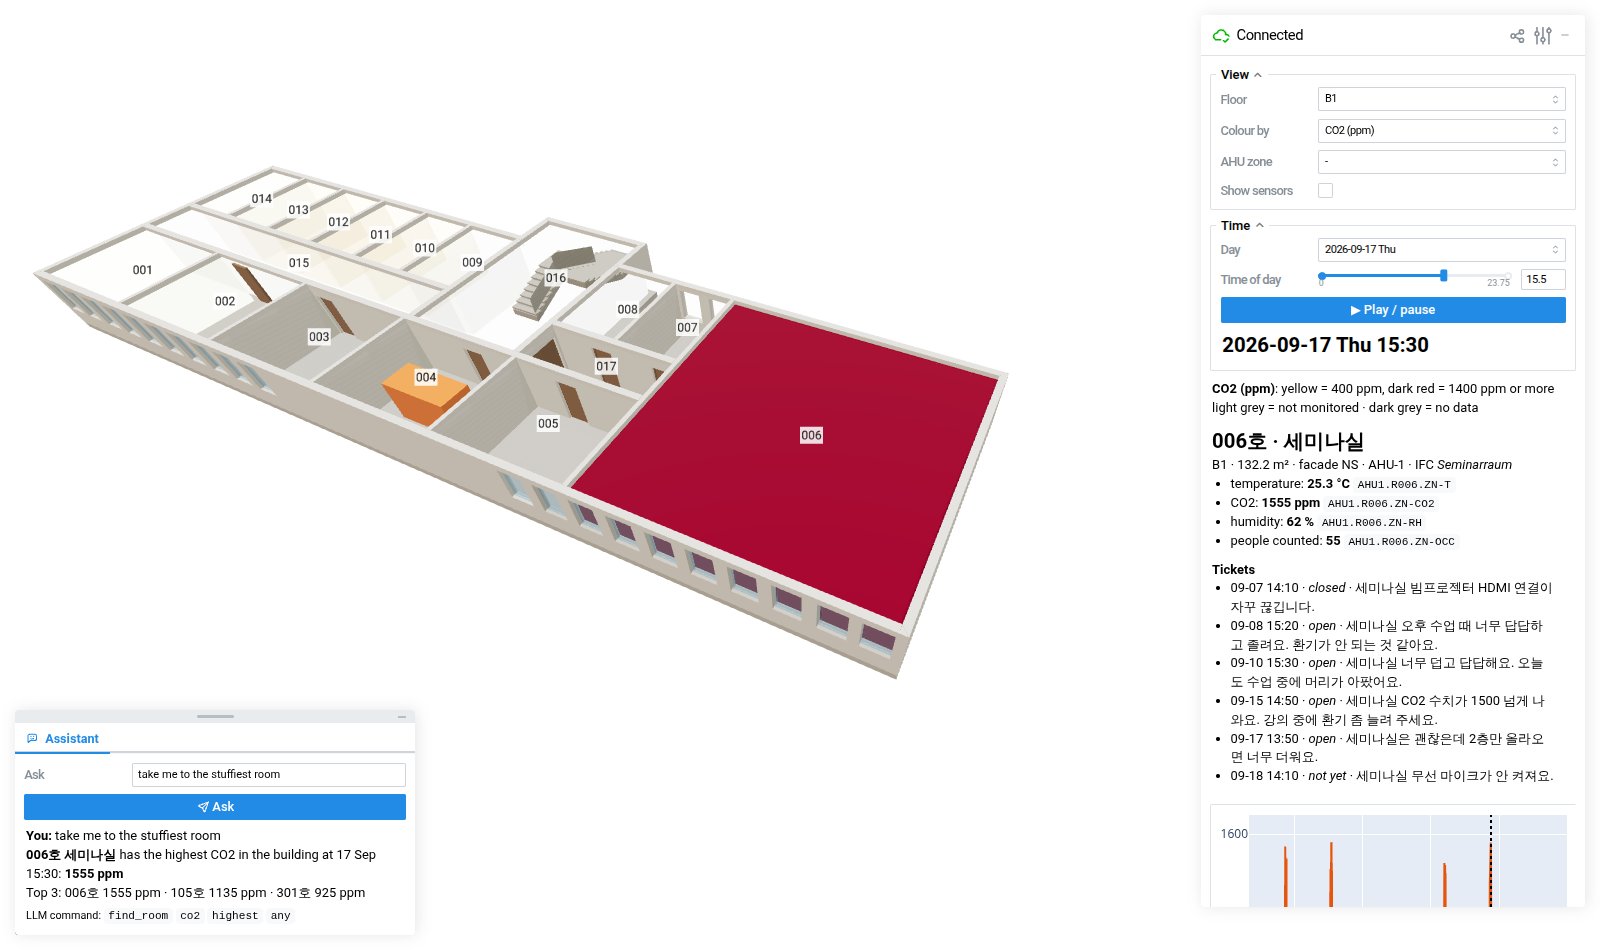 014
013
012
011
010
009
001
015
002
016
003
008
007
004
017
005
006
Assistant
Ask
take me to the stuffiest room
Ask
You: take me to the stuffiest room
006호 세미나실 has the highest CO2 in the building at 17 Sep
15:30: 1555 ppm
Top 3: 006호 1555 ppm · 105호 1135 ppm · 301호 925 ppm
LLM command: find_room co2 highest any
Connected
View
Floor
B1
Colour by
CO2 (ppm)
AHU zone
-
Show sensors
Time
Day
2026-09-17 Thu
Time of day
0
23.75
15.5
▶ Play / pause
2026-09-17 Thu 15:30
CO2 (ppm): yellow = 400 ppm, dark red = 1400 ppm or more
light grey = not monitored · dark grey = no data
006호 · 세미나실
B1 · 132.2 m² · facade NS · AHU-1 · IFC Seminarraum
• temperature: 25.3 °C AHU1.R006.ZN-T
• CO2: 1555 ppm AHU1.R006.ZN-CO2
• humidity: 62 % AHU1.R006.ZN-RH
• people counted: 55 AHU1.R006.ZN-OCC
Tickets
• 09-07 14:10 · closed · 세미나실 빔프로젝터 HDMI 연결이
자꾸 끊깁니다.
• 09-08 15:20 · open · 세미나실 오후 수업 때 너무 답답하
고 졸려요. 환기가 안 되는 것 같아요.
• 09-10 15:30 · open · 세미나실 너무 덥고 답답해요. 오늘
도 수업 중에 머리가 아팠어요.
• 09-15 14:50 · open · 세미나실 CO2 수치가 1500 넘게 나
와요. 강의 중에 환기 좀 늘려 주세요.
• 09-17 13:50 · open · 세미나실은 괜찮은데 2층만 올라오
면 너무 더워요.
• 09-18 14:10 · not yet · 세미나실 무선 마이크가 안 켜져요.
1600